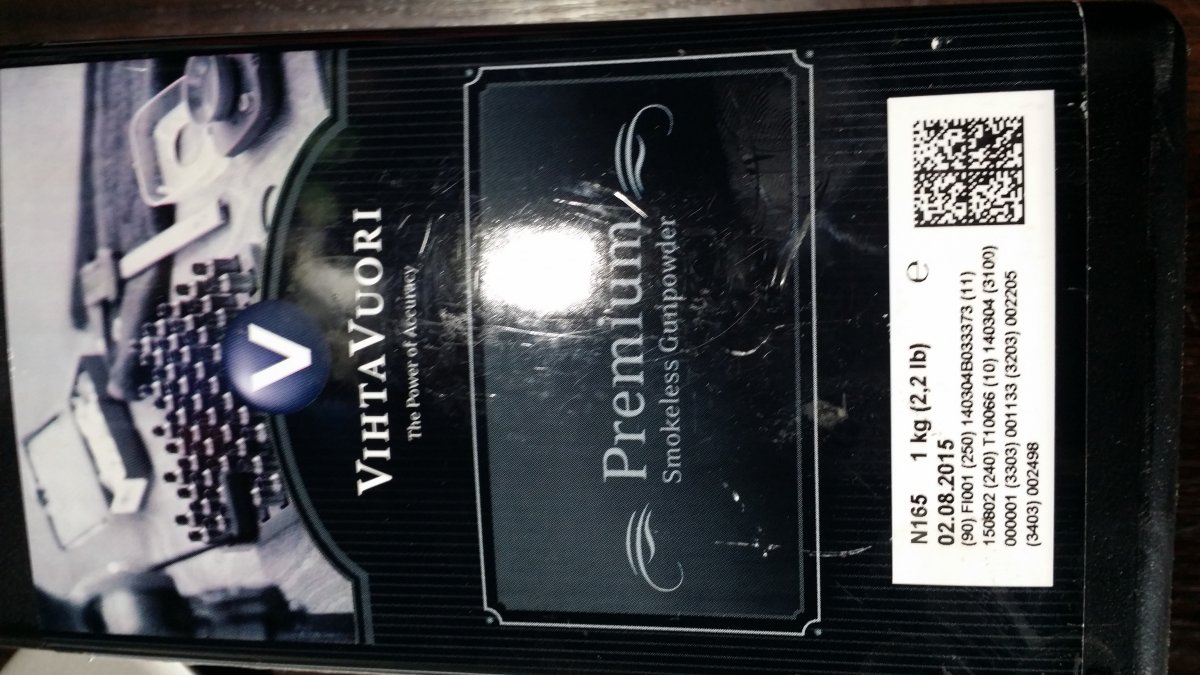 V
VIHTAVUORI
The Power of Accuracy
Premium
Smokeless Gunpowder
N165 1 kg (2,2 lb) e
02.08.2015
(90) FI001 (250) 140304B033373 (11)
150802 (240) T10066 (10) 140304 (3100)
000001 (3303) 001133 (3203) 002205
(3403) 002498